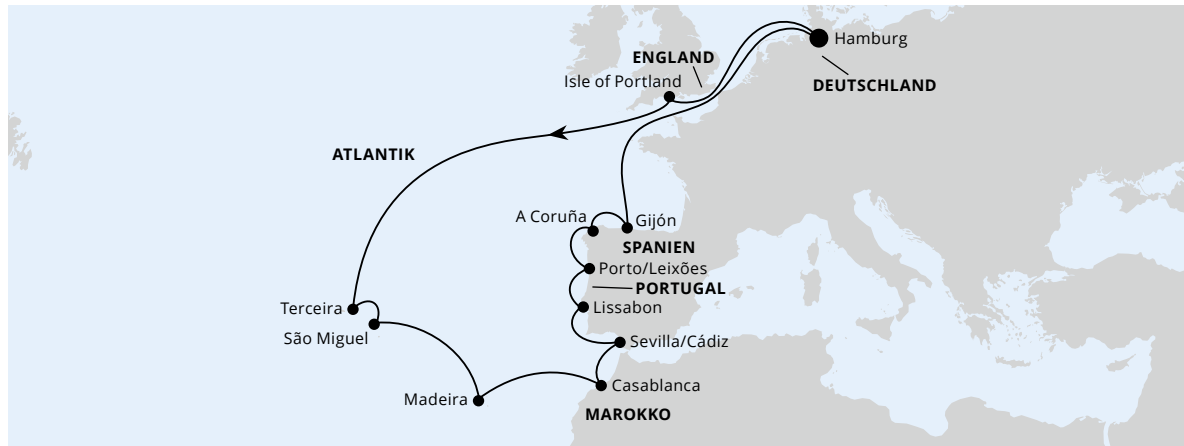 Hamburg
ENGLAND
Isle of Portland
DEUTSCHLAND
ATLANTIK
A Coruña
Gijón
SPANIEN
Porto/Leixões
PORTUGAL
Terceira
Lissabon
São Miguel
Sevilla/Cádiz
Casablanca
Madeira
MAROKKO